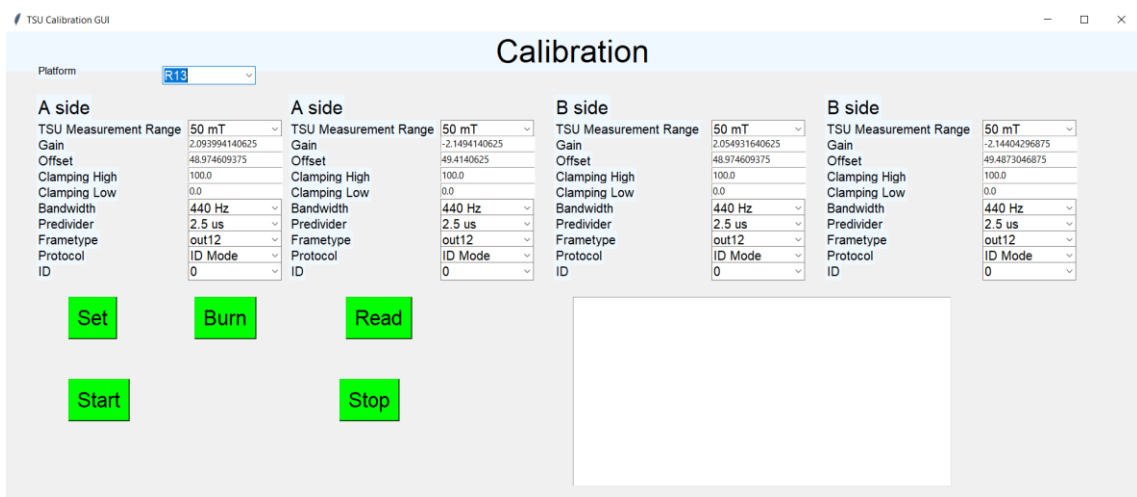 TSU Calibration GUI
Calibration
Platform R13
A side A side B side B side
TSU Measurement Range 50 mT TSU Measurement Range 50 mT TSU Measurement Range 50 mT TSU Measurement Range 50 mT
Gain 2.093994140625 Gain -2.1494140625 Gain 2.054931640625 Gain -2.14404296875
Offset 48.974609375 Offset 49.4140625 Offset 48.974609375 Offset 49.4873046875
Clamping High 100.0 Clamping High 100.0 Clamping High 100.0 Clamping High 100.0
Clamping Low 0.0 Clamping Low 0.0 Clamping Low 0.0 Clamping Low 0.0
Bandwidth 440 Hz Bandwidth 440 Hz Bandwidth 440 Hz Bandwidth 440 Hz
Predivider 2.5 us Predivider 2.5 us Predivider 2.5 us Predivider 2.5 us
Frametype out12 Frametype out12 Frametype out12 Frametype out12
Protocol ID Mode Protocol ID Mode Protocol ID Mode Protocol ID Mode
ID 0 ID 0 ID 0 ID 0
Set Burn Read
Start Stop